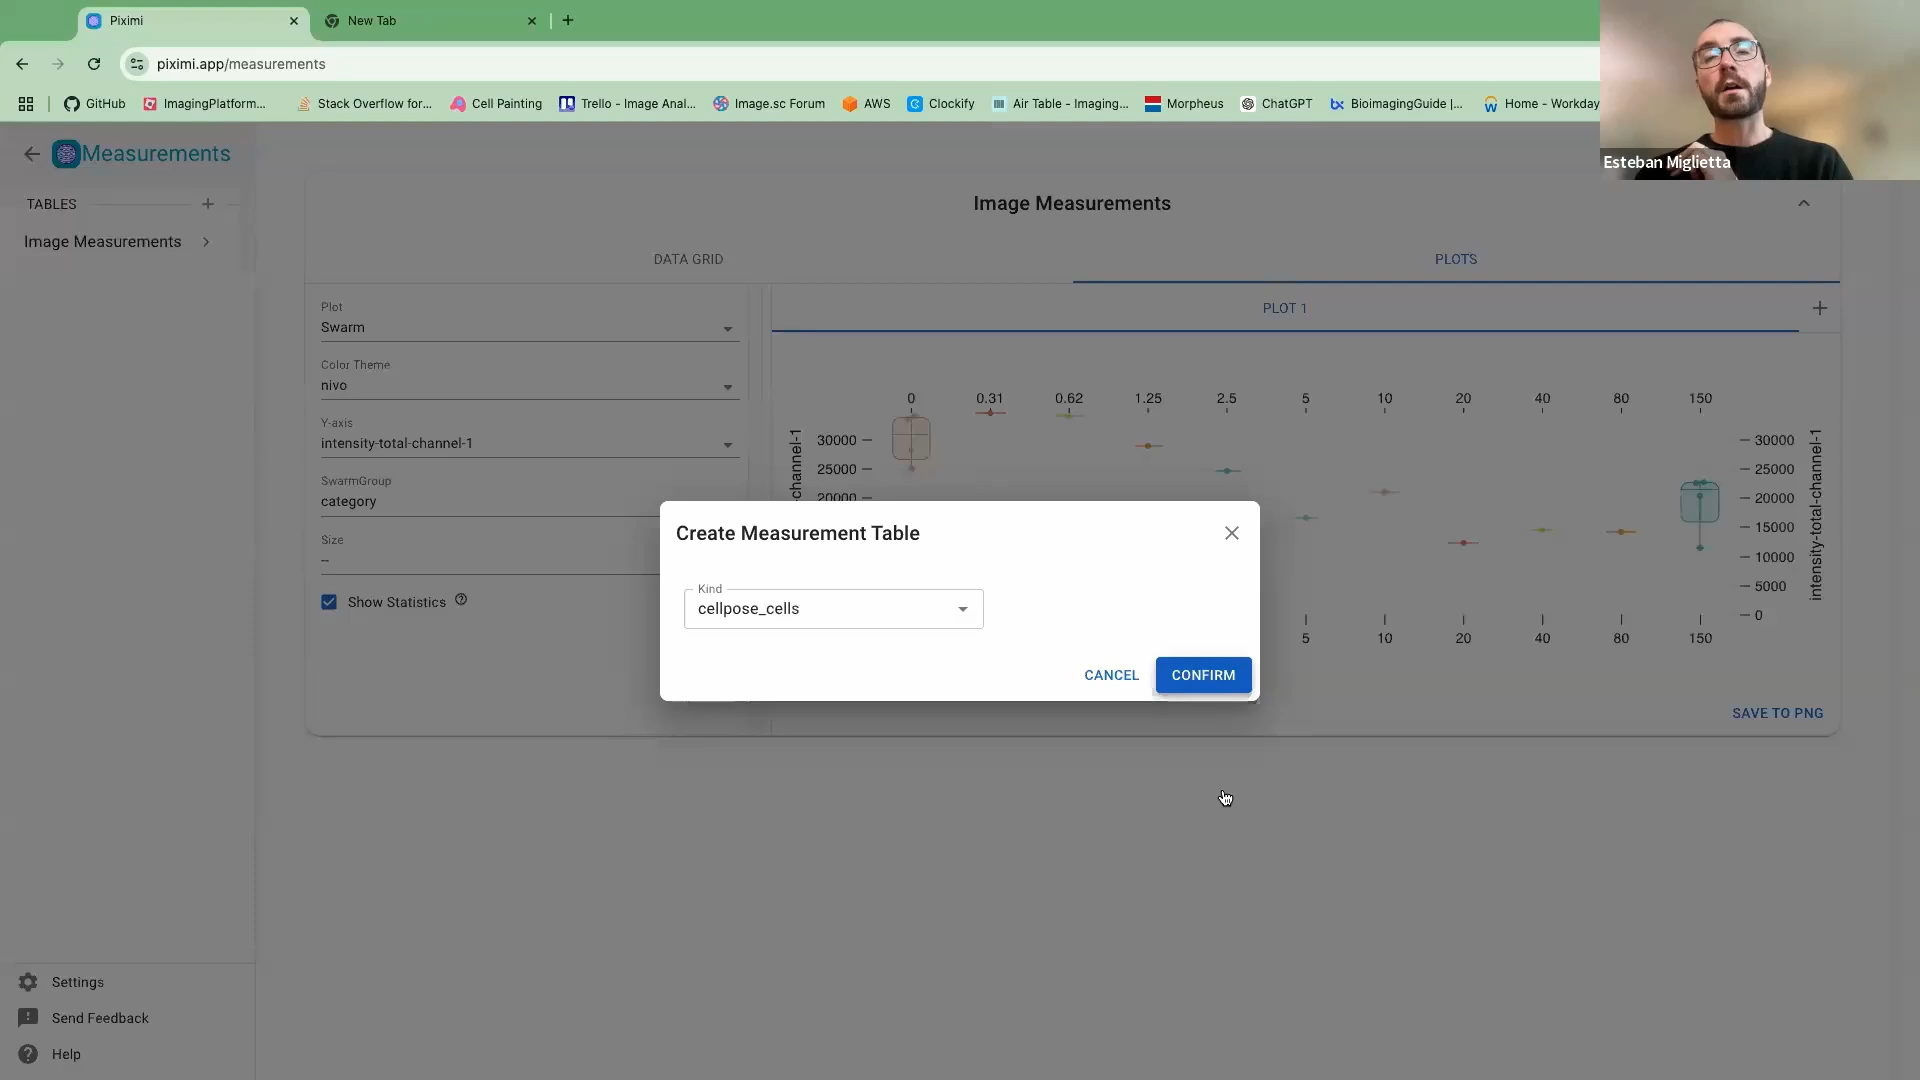 Piximi
New Tab
piximi.app/measurements
GitHub
ImagingPlatform...
Stack Overflow for...
Cell Painting
Trello - Image Anal...
Image.sc Forum
AWS
Clockify
Air Table - Imaging...
Morpheus
ChatGPT
BioimagingGuide |...
Home - Workday
Esteban Miglietta
Measurements
TABLES
Image Measurements
Image Measurements
DATA GRID
PLOTS
Plot
Swarm
Color Theme
nivo
Y-axis
intensity-total-channel-1
SwarmGroup
category
Size
--
Show Statistics
PLOT 1
0 0.31 0.62 1.25 2.5 5 10 20 40 80 150
30000
25000
20000
channel-1
30000
25000
20000
15000
10000
5000
0
intensity-total-channel-1
5 10 20 40 80 150
SAVE TO PNG
Create Measurement Table
Kind
cellpose_cells
CANCEL
CONFIRM
Settings
Send Feedback
Help